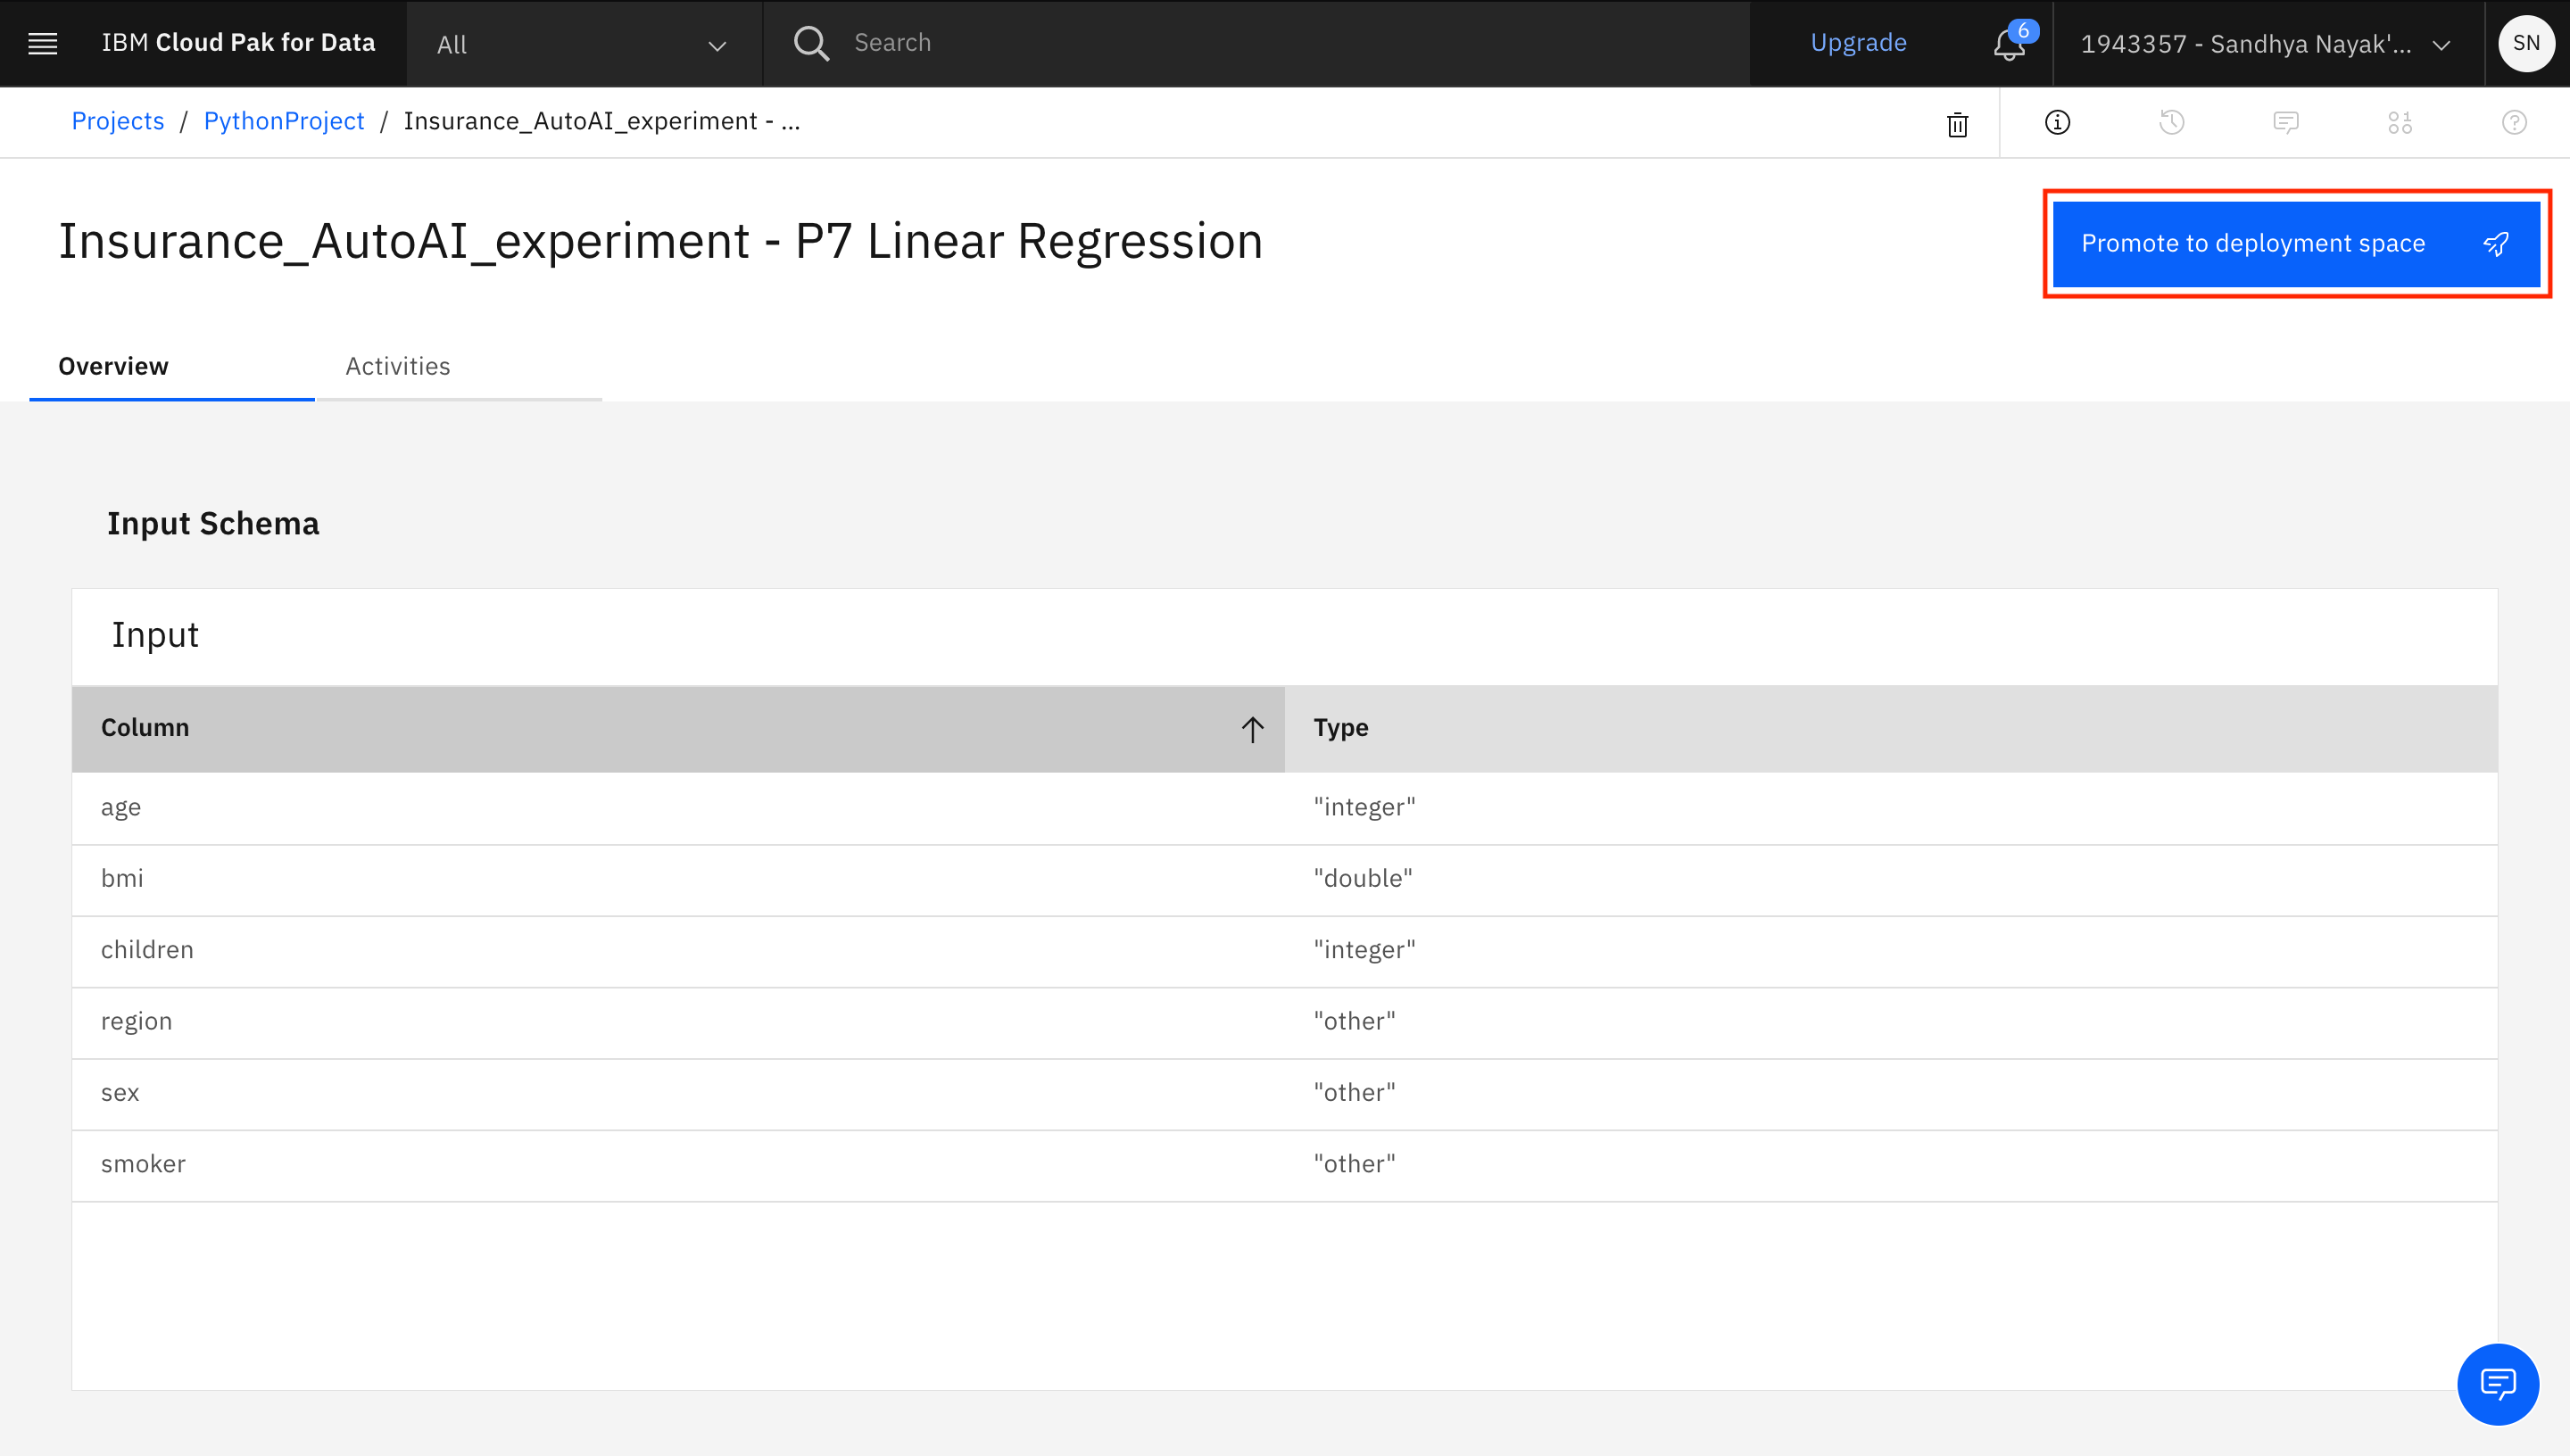 IBM Cloud Pak for Data
All
Search
Upgrade
6
1943357 - Sandhya Nayak'...
SN
Projects / PythonProject / Insurance_AutoAI_experiment - ...
Insurance_AutoAI_experiment - P7 Linear Regression
Promote to deployment space
Overview
Activities
Input Schema
Input
Column
Type
age
"integer"
bmi
"double"
children
"integer"
region
"other"
sex
"other"
smoker
"other"